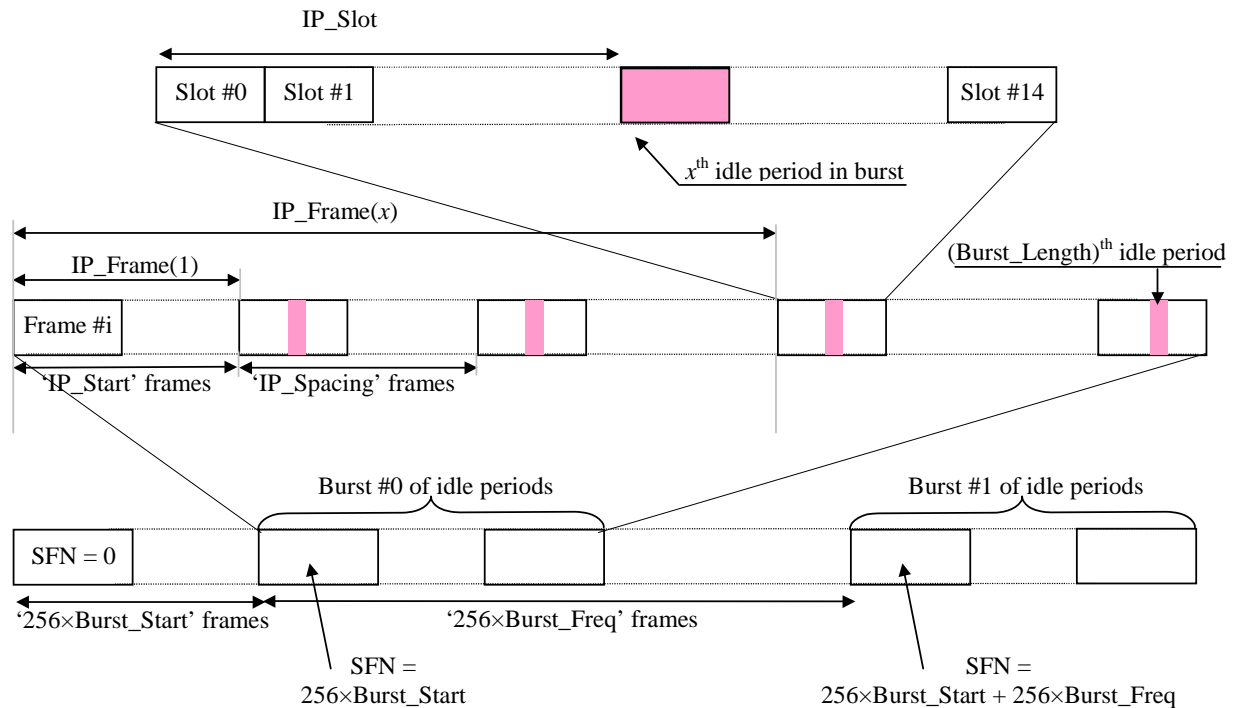 IP_Slot
Slot #0 Slot #1 Slot #14
xth idle period in burst
IP_Frame(x)
IP_Frame(1)
(Burst_Length)th idle period
Frame #i
‘IP_Start’ frames ‘IP_Spacing’ frames
Burst #0 of idle periods Burst #1 of idle periods
SFN = 0
‘256×Burst_Start’ frames ‘256×Burst_Freq’ frames
SFN =
256×Burst_Start
SFN =
256×Burst_Start + 256×Burst_Freq